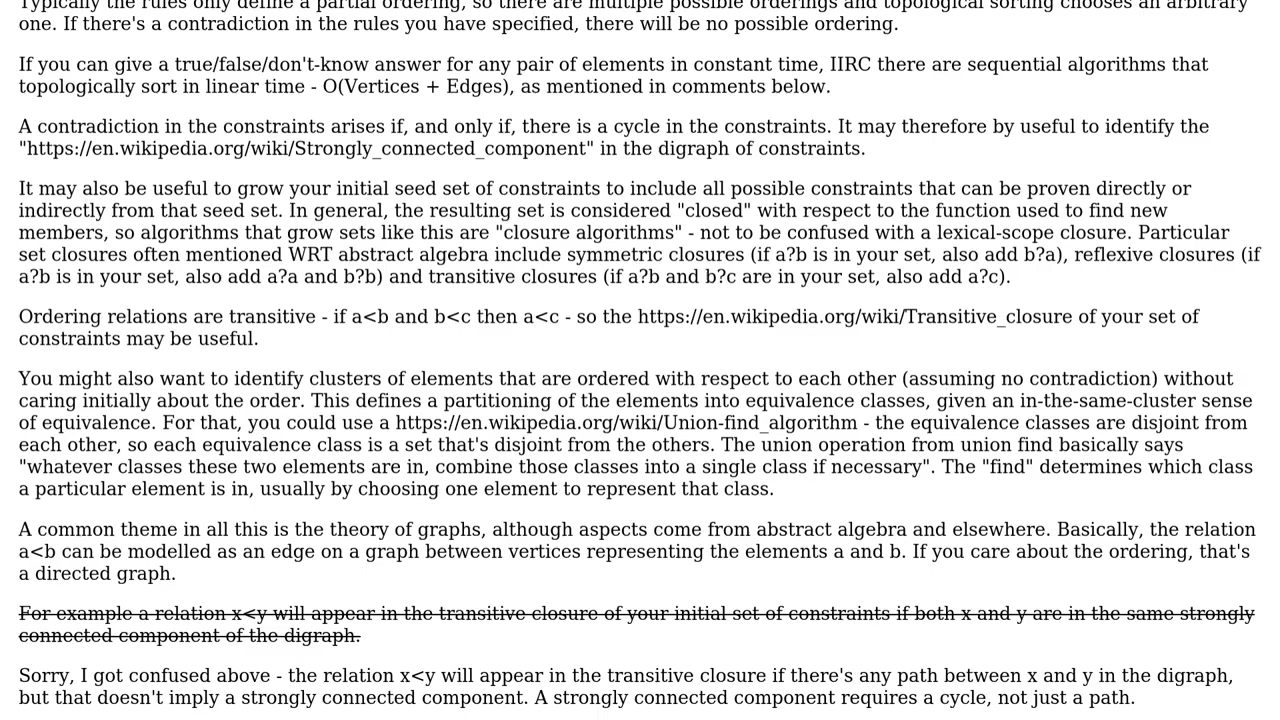 Typically the rules only define a partial ordering, so there are multiple possible orderings and topological sorting chooses an arbitrary
one. If there's a contradiction in the rules you have specified, there will be no possible ordering.
If you can give a true/false/don't-know answer for any pair of elements in constant time, IIRC there are sequential algorithms that
topologically sort in linear time - O(Vertices + Edges), as mentioned in comments below.
A contradiction in the constraints arises if, and only if, there is a cycle in the constraints. It may therefore by useful to identify the
"https://en.wikipedia.org/wiki/Strongly_connected_component" in the digraph of constraints.
It may also be useful to grow your initial seed set of constraints to include all possible constraints that can be proven directly or
indirectly from that seed set. In general, the resulting set is considered "closed" with respect to the function used to find new
members, so algorithms that grow sets like this are "closure algorithms" - not to be confused with a lexical-scope closure. Particular
set closures often mentioned WRT abstract algebra include symmetric closures (if a?b is in your set, also add b?a), reflexive closures (if
a?b is in your set, also add a?a and b?b) and transitive closures (if a?b and b?c are in your set, also add a?c).
Ordering relations are transitive - if a<b and b<c then a<c - so the https://en.wikipedia.org/wiki/Transitive_closure of your set of
constraints may be useful.
You might also want to identify clusters of elements that are ordered with respect to each other (assuming no contradiction) without
caring initially about the order. This defines a partitioning of the elements into equivalence classes, given an in-the-same-cluster sense
of equivalence. For that, you could use a https://en.wikipedia.org/wiki/Union-find_algorithm - the equivalence classes are disjoint from
each other, so each equivalence class is a set that's disjoint from the others. The union operation from union find basically says
"whatever classes these two elements are in, combine those classes into a single class if necessary". The "find" determines which class
a particular element is in, usually by choosing one element to represent that class.
A common theme in all this is the theory of graphs, although aspects come from abstract algebra and elsewhere. Basically, the relation
a<b can be modelled as an edge on a graph between vertices representing the elements a and b. If you care about the ordering, that's
a directed graph.
For example a relation x<y will appear in the transitive closure of your initial set of constraints if both x and y are in the same strongly
connected component of the digraph.
Sorry, I got confused above - the relation x<y will appear in the transitive closure if there's any path between x and y in the digraph,
but that doesn't imply a strongly connected component. A strongly connected component requires a cycle, not just a path.